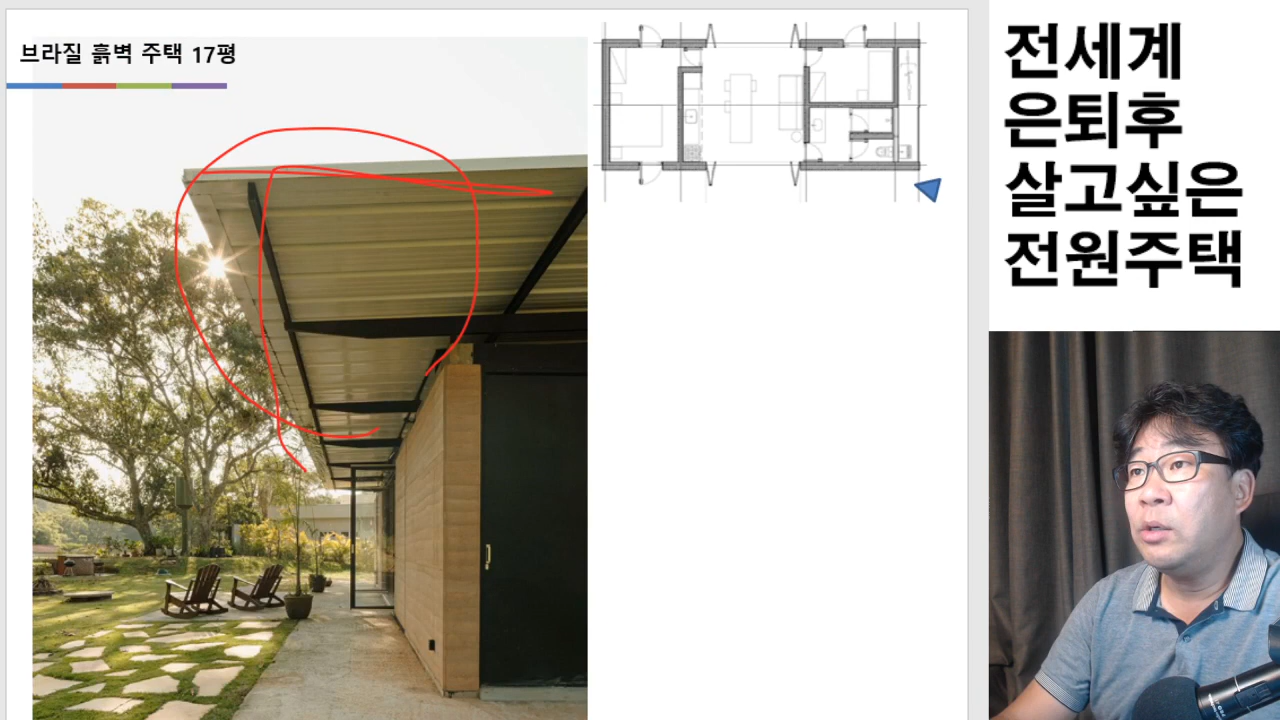 브라질 흙벽 주택 17평
전세계
은퇴후
살고싶은
전원주택